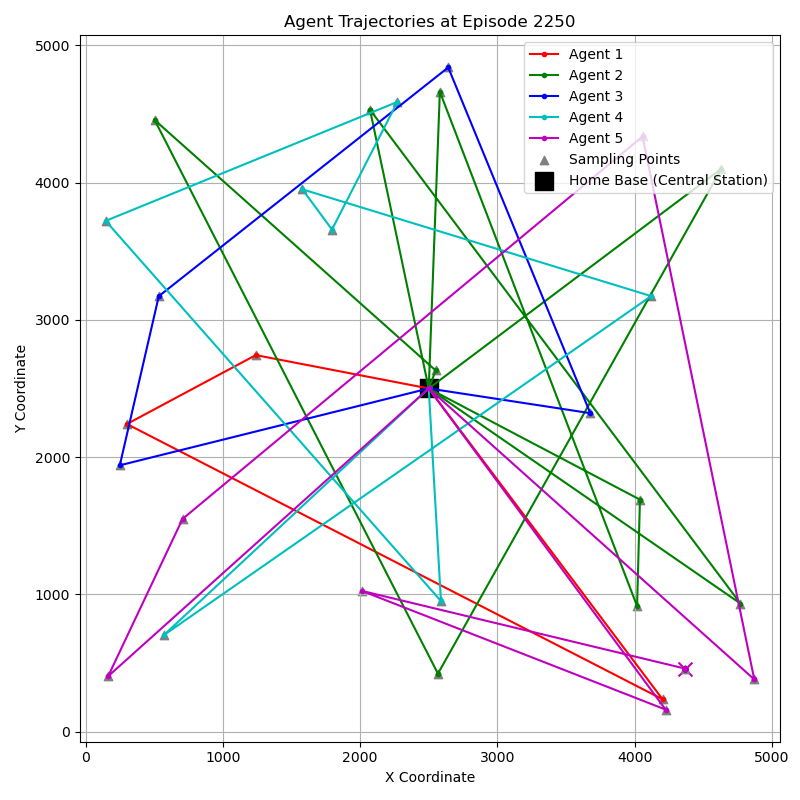 Agent Trajectories at Episode 2250
5000
4000
3000
2000
1000
0
Y Coordinate
0 1000 2000 3000 4000 5000
X Coordinate
Agent 1
Agent 2
Agent 3
Agent 4
Agent 5
Sampling Points
Home Base (Central Station)